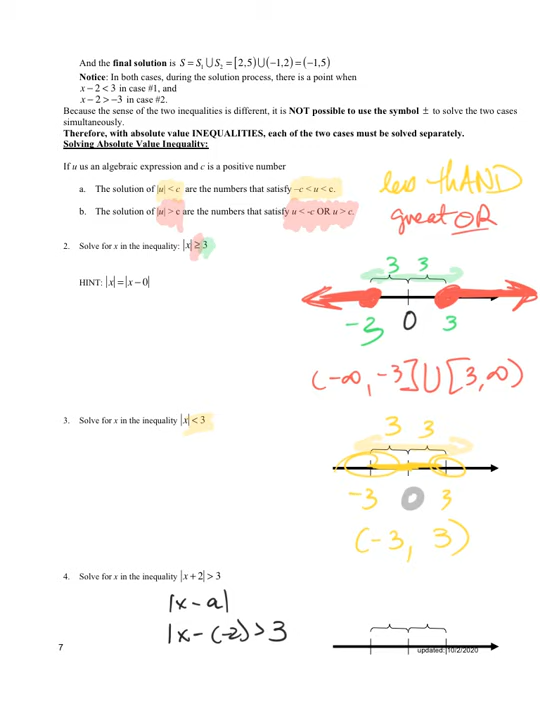 And the final solution is S = S₁ ⋃ S₂ = [2,5) ⋃ (−1,2) = (−1,5)
Notice: In both cases, during the solution process, there is a point when
x − 2 < 3 in case #1, and
x − 2 > −3 in case #2.
Because the sense of the two inequalities is different, it is NOT possible to use the symbol ± to solve the two cases
simultaneously.
Therefore, with absolute value INEQUALITIES, each of the two cases must be solved separately.
Solving Absolute Value Inequality:
If u us an algebraic expression and c is a positive number
a. The solution of |u| < c are the numbers that satisfy −c < u < c.
less thAND
b. The solution of |u| > c are the numbers that satisfy u < -c OR u > c.
greatOR
2. Solve for x in the inequality: |x| ≥ 3
3 3
HINT: |x| = |x − 0|
-3 0 3
(-∞, -3] ⋃ [3, ∞)
3. Solve for x in the inequality |x| < 3
3 3
-3 0 3
(-3, 3)
4. Solve for x in the inequality |x + 2| > 3
|x - a|
|x - (-2)| > 3
7
updated: 10/2/2020